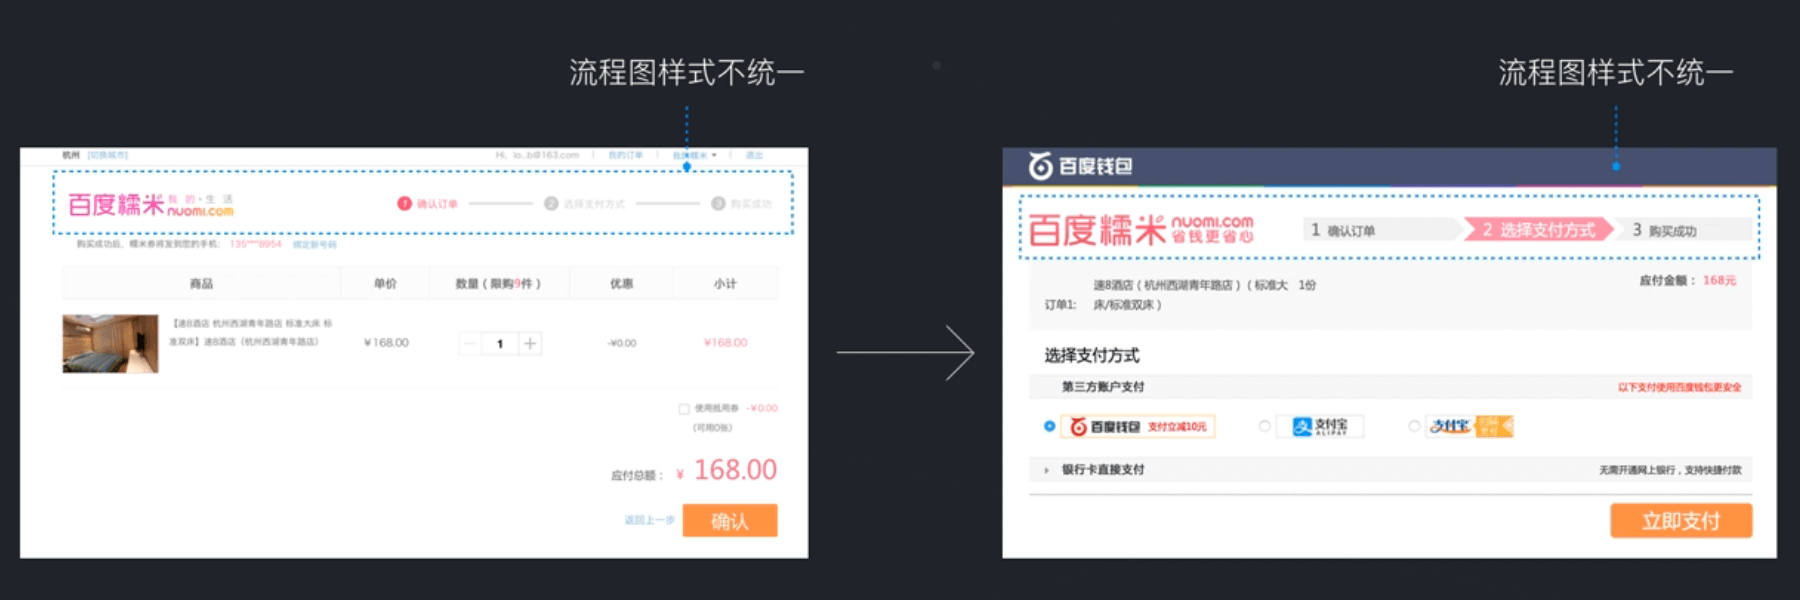 流程图样式不统一
流程图样式不统一
杭州 [切换城市]
Hi, lo...b@163.com | 我的订单 | 我的糯米 | 退出
百度糯米 我的·生活
nuomi.com
1 确认订单 2 选择支付方式 3 购买成功
购买成功后，糯米券将发到您的手机： 135***8954 绑定新号码
商品 单价 数量（限购9件） 优惠 小计
【速8酒店 杭州西湖青年路店 标准大床 标
准双床】速8酒店（杭州西湖青年路店）
¥168.00 — 1 + -¥0.00 ¥168.00
使用抵用券 -¥0.00
（可用0张）
应付总额： ¥ 168.00
返回上一步 确认
百度钱包
百度糯米 nuomi.com
省钱更省心
1 确认订单 2 选择支付方式 3 购买成功
应付金额： 168元
速8酒店（杭州西湖青年路店）（标准大 1份
订单1: 床/标准双床）
选择支付方式
第三方账户支付 以下支付使用百度钱包更安全
百度钱包 支付立减10元 支付宝 支付宝
ALIPAY
银行卡直接支付 无需开通网上银行，支持快捷付款
立即支付